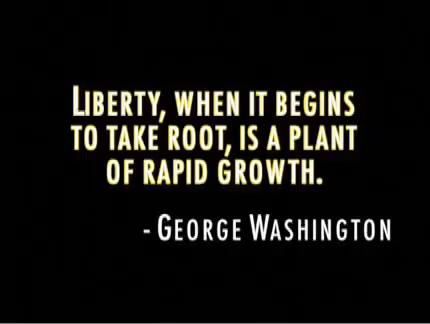 LIBERTY, WHEN IT BEGINS
TO TAKE ROOT, IS A PLANT
OF RAPID GROWTH.
- GEORGE WASHINGTON